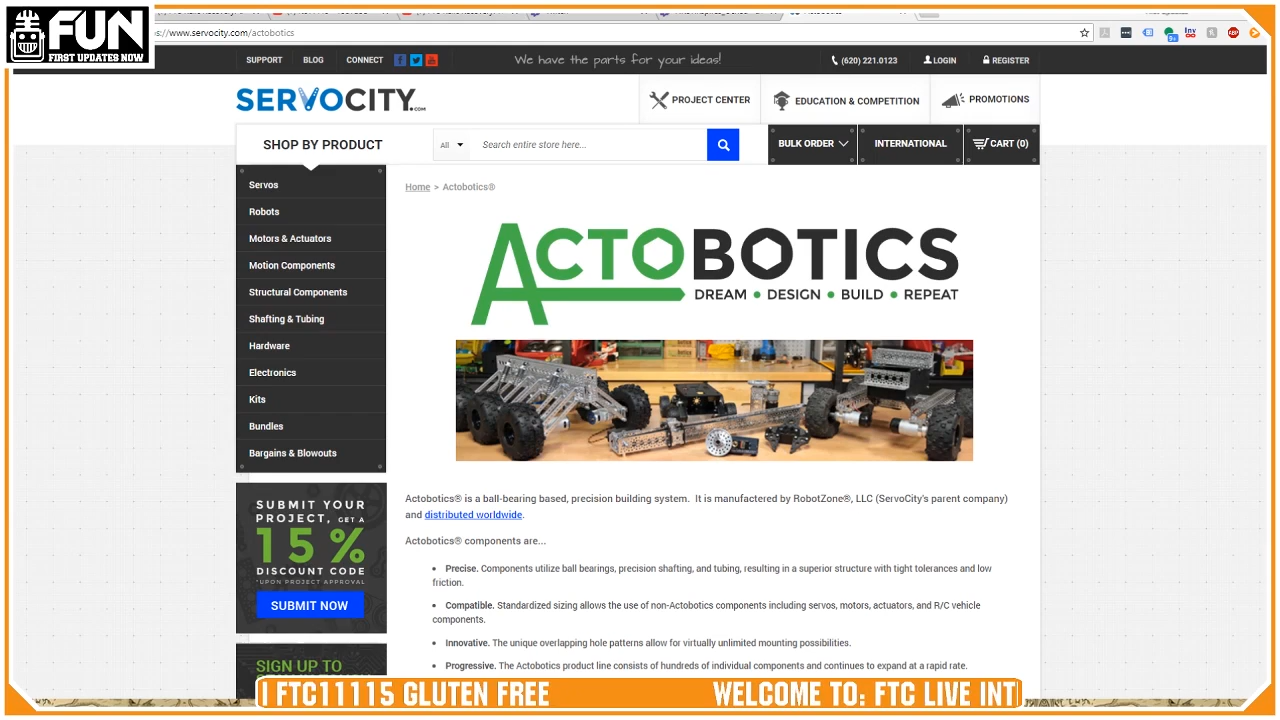 FUN
FIRST UPDATES NOW
s://www.servocity.com/actobotics
SUPPORT BLOG CONNECT We have the parts for your ideas! (620) 221.0123 LOGIN REGISTER
SERVOCITY.com
PROJECT CENTER EDUCATION & COMPETITION PROMOTIONS
SHOP BY PRODUCT All Search entire store here... BULK ORDER INTERNATIONAL CART (0)
Home > Actobotics®
Servos
Robots
Motors & Actuators
Motion Components
Structural Components
Shafting & Tubing
Hardware
Electronics
Kits
Bundles
Bargains & Blowouts
ACTOBOTICS
DREAM • DESIGN • BUILD • REPEAT
SUBMIT YOUR
PROJECT, GET A
15%
DISCOUNT CODE
*UPON PROJECT APPROVAL
SUBMIT NOW
SIGN UP TO
Actobotics® is a ball-bearing based, precision building system. It is manufactered by RobotZone®, LLC (ServoCity's parent company)
and distributed worldwide.
Actobotics® components are...
• Precise. Components utilize ball bearings, precision shafting, and tubing, resulting in a superior structure with tight tolerances and low
friction.
• Compatible. Standardized sizing allows the use of non-Actobotics components including servos, motors, actuators, and R/C vehicle
components.
• Innovative. The unique overlapping hole patterns allow for virtually unlimited mounting possibilities.
• Progressive. The Actobotics product line consists of hundreds of individual components and continues to expand at a rapid rate.
| FTC11115 GLUTEN FREE WELCOME TO: FTC LIVE INT